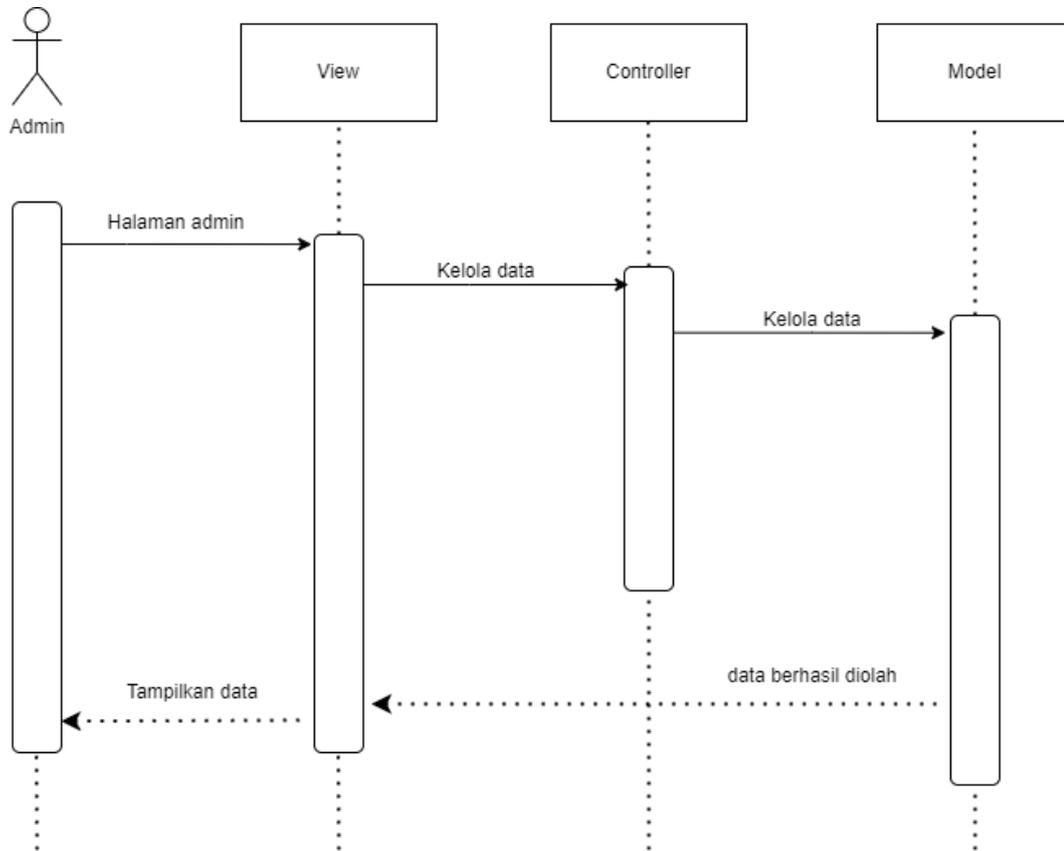 Admin
View
Controller
Model
Halaman admin
Kelola data
Kelola data
data berhasil diolah
Tampilkan data